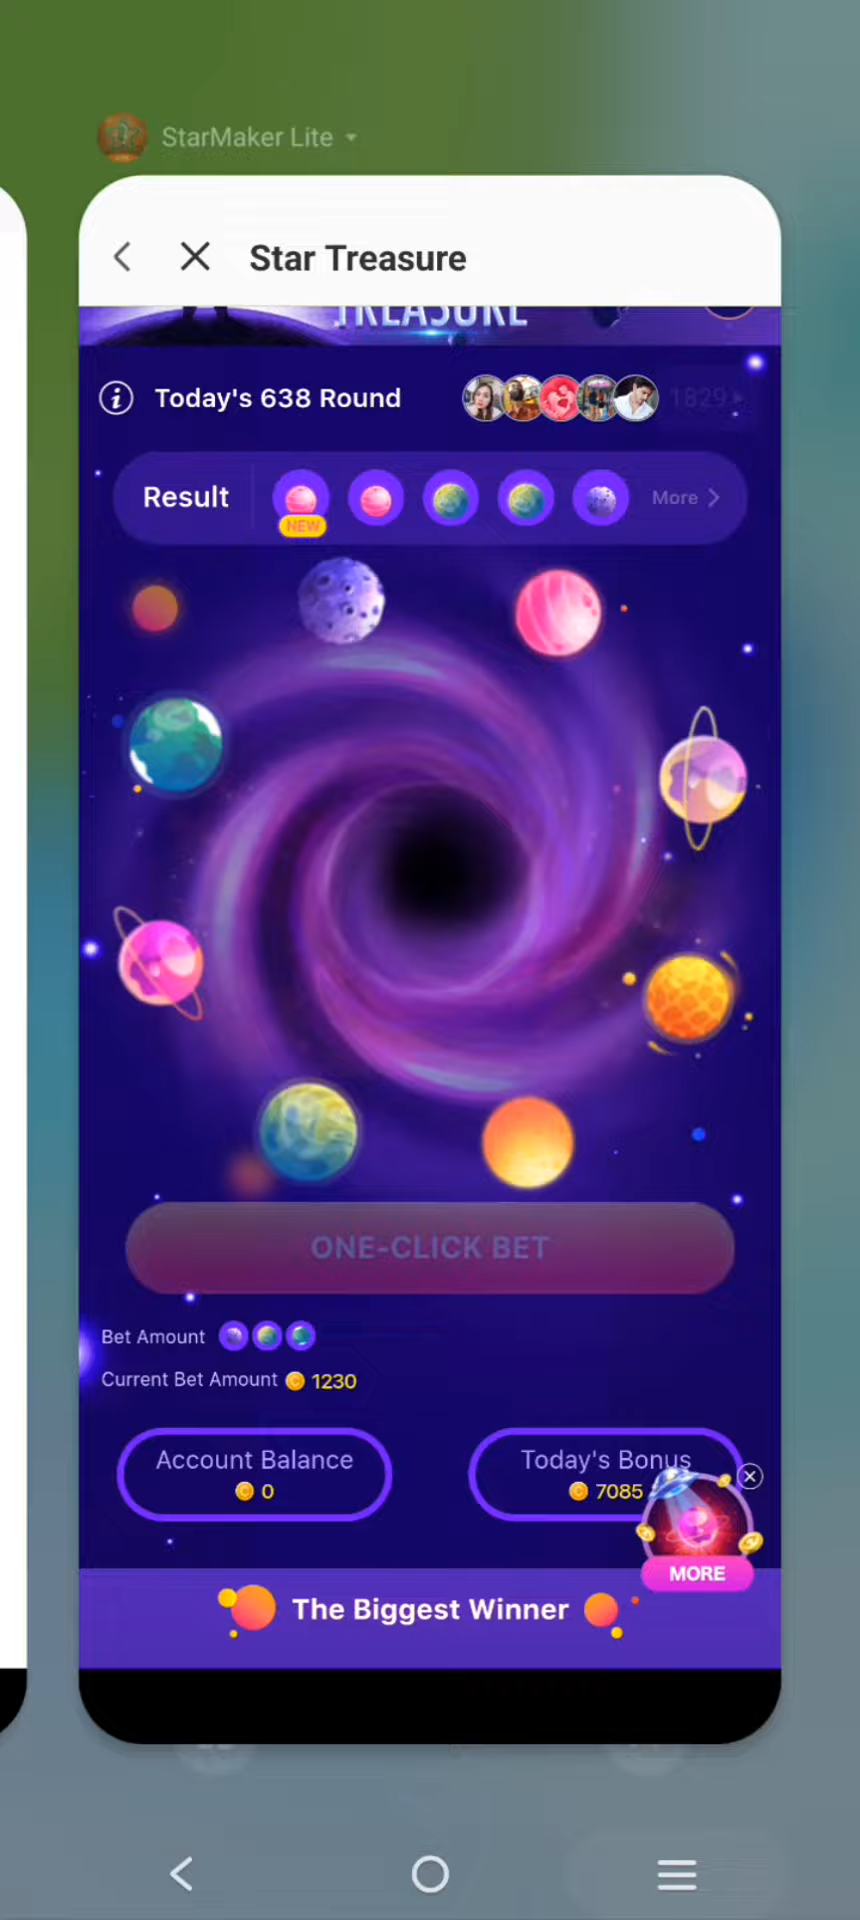 StarMaker Lite
Star Treasure
TREASURE
Today's 638 Round
1829
Result
NEW
More
ONE-CLICK BET
Bet Amount
Current Bet Amount 1230
Account Balance
0
Today's Bonus
7085
MORE
The Biggest Winner